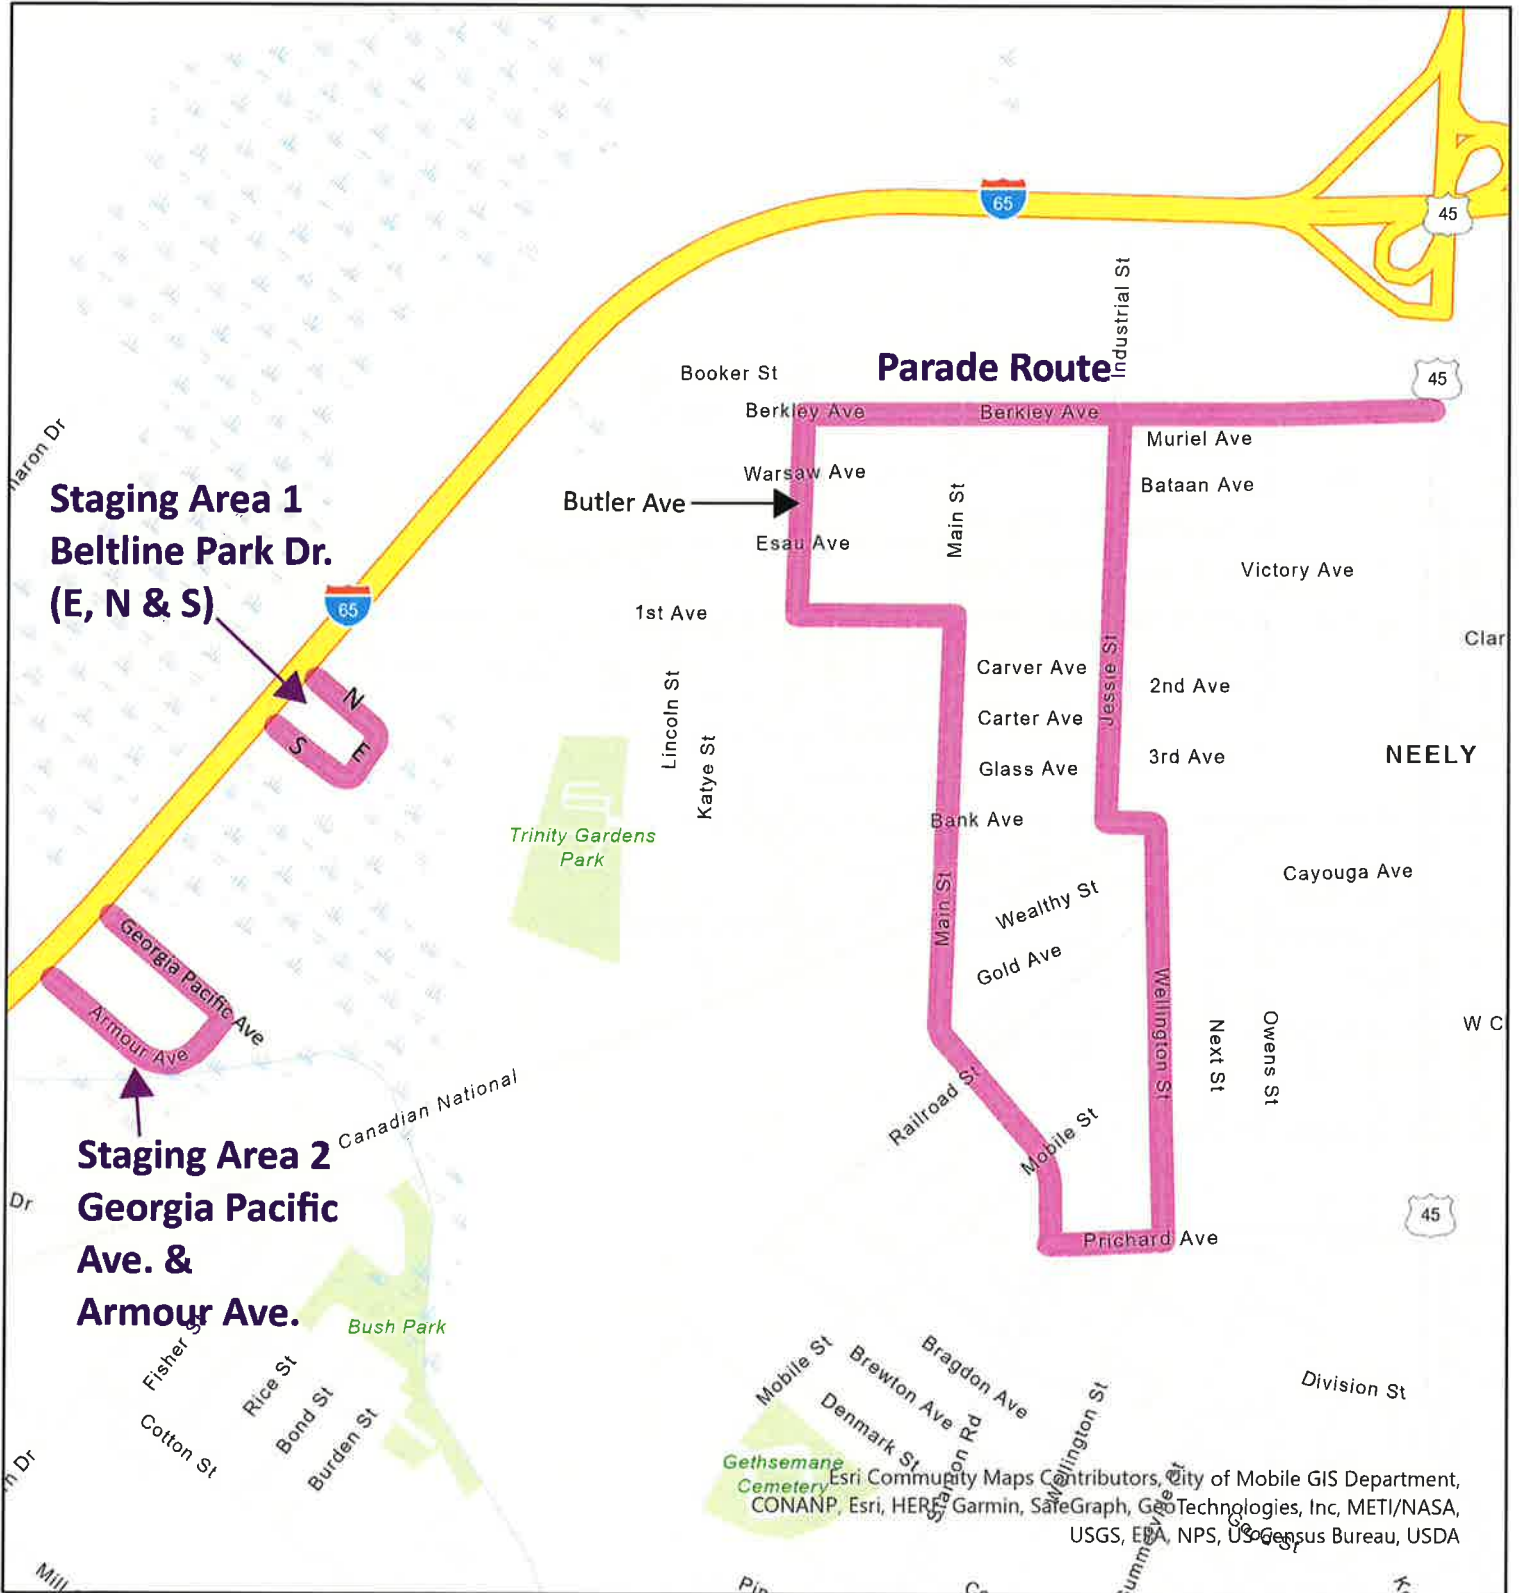 65
45
Industrial St
Booker St
Parade Route
45
Berkley Ave
Berkley Ave
Muriel Ave
Warsaw Ave
Bataan Ave
Butler Ave
Main St
Esau Ave
Victory Ave
Staging Area 1
Beltline Park Dr.
(E, N & S)
65
1st Ave
Clar
Carver Ave
Jessie St
2nd Ave
Lincoln St
Katye St
Carter Ave
N
E
S
Glass Ave
3rd Ave
NEELY
Bank Ave
Trinity Gardens
Park
Cayouga Ave
Wealthy St
Main St
Gold Ave
Georgia Pacific Ave
Armour Ave
Wellington St
Next St
Owens St
W C
Canadian National
Railroad St
Mobile St
Staging Area 2
Georgia Pacific
Ave. &
Armour Ave.
Dr
45
Prichard Ave
Bush Park
Fisher St
Rice St
Bond St
Burden St
Cotton St
Mobile St
Brewton Ave
Bragdon Ave
Denmark St
Wellington St
Division St
Gethsemane
Cemetery
Esri Community Maps Contributors, City of Mobile GIS Department,
CONANP, Esri, HERE, Garmin, SafeGraph, GeoTechnologies, Inc, METI/NASA,
USGS, EPA, NPS, US Census Bureau, USDA
Mill